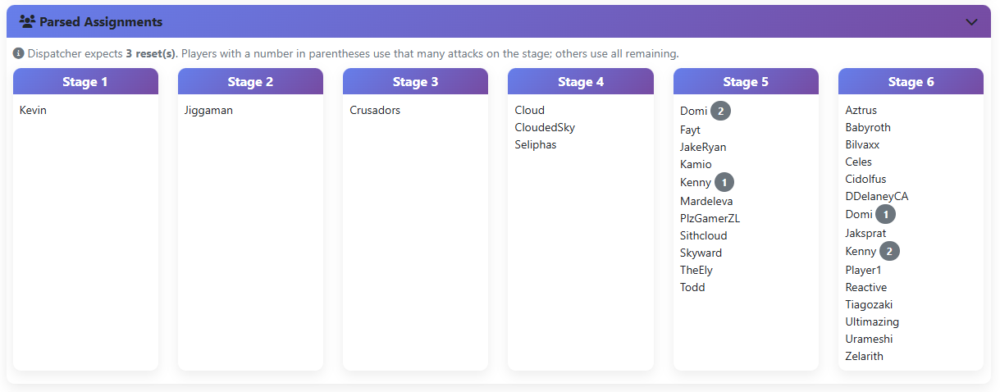 Parsed Assignments
Dispatcher expects 3 reset(s). Players with a number in parentheses use that many attacks on the stage; others use all remaining.
Stage 1
Kevin
Stage 2
Jiggaman
Stage 3
Crusadors
Stage 4
Cloud
CloudedSky
Seliphas
Stage 5
Domi 2
Fayt
JakeRyan
Kamio
Kenny 1
Mardeleva
PlzGamerZL
Sithcloud
Skyward
TheEly
Todd
Stage 6
Aztrus
Babyroth
Bilvaxx
Celes
Cidolfus
DDelaneyCA
Domi 1
Jaksprat
Kenny 2
Player1
Reactive
Tiagozaki
Ultimazing
Urameshi
Zelarith